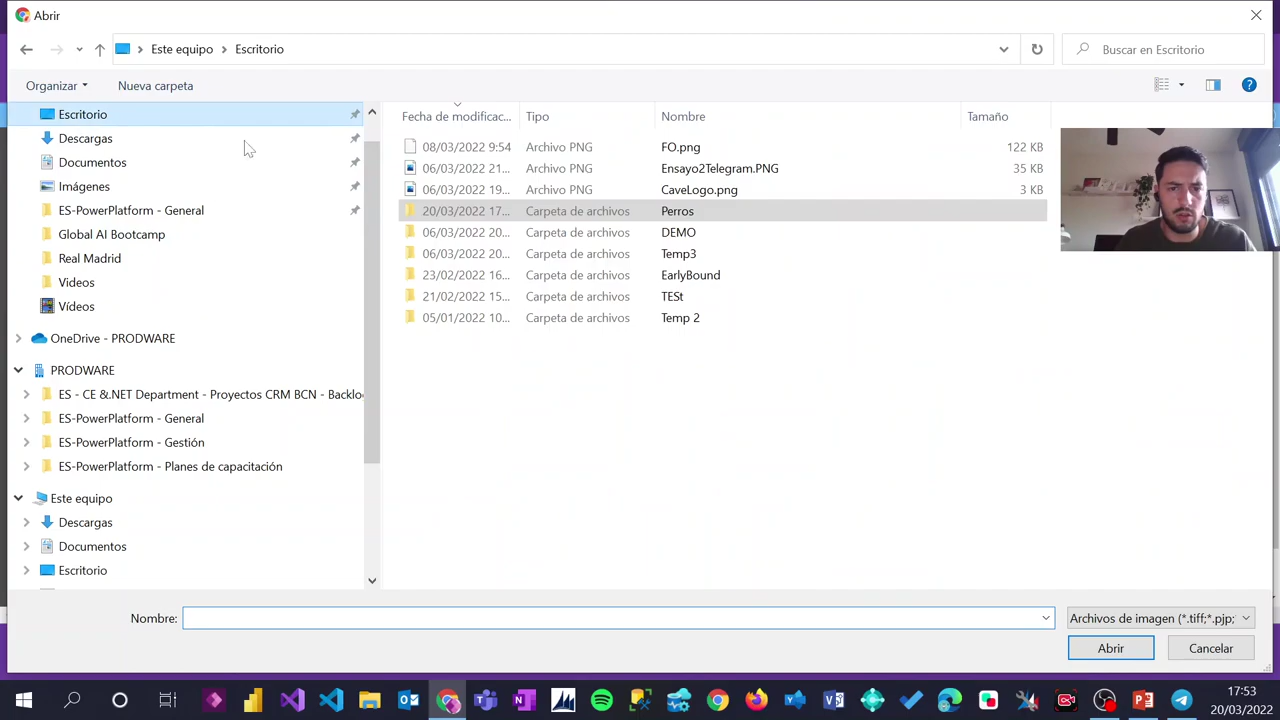 Abrir
Este equipo > Escritorio
Buscar en Escritorio
Organizar
Nueva carpeta
Escritorio
Descargas
Documentos
Imágenes
ES-PowerPlatform - General
Global AI Bootcamp
Real Madrid
Videos
Vídeos
OneDrive - PRODWARE
PRODWARE
ES - CE &.NET Department - Proyectos CRM BCN - Backlo
ES-PowerPlatform - General
ES-PowerPlatform - Gestión
ES-PowerPlatform - Planes de capacitación
Este equipo
Descargas
Documentos
Escritorio
Fecha de modificac... Tipo Nombre Tamaño
08/03/2022 9:54 Archivo PNG FO.png 122 KB
06/03/2022 21... Archivo PNG Ensayo2Telegram.PNG 35 KB
06/03/2022 19... Archivo PNG CaveLogo.png 3 KB
20/03/2022 17... Carpeta de archivos Perros
06/03/2022 20... Carpeta de archivos DEMO
06/03/2022 20... Carpeta de archivos Temp3
23/02/2022 16... Carpeta de archivos EarlyBound
21/02/2022 15... Carpeta de archivos TESt
05/01/2022 10... Carpeta de archivos Temp 2
Nombre:
Archivos de imagen (*.tiff;*.pjp;
Abrir
Cancelar
17:53
20/03/2022